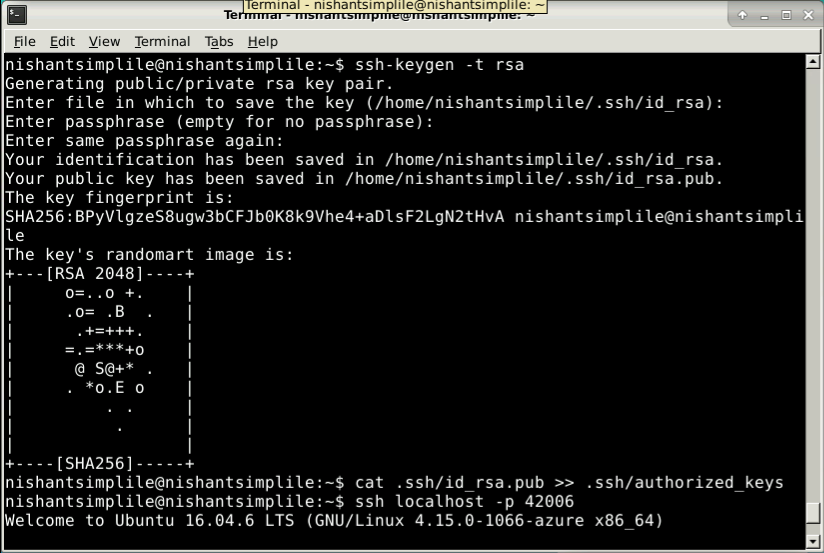 Terminal - nishantsimplile@nishantsimplile: ~
Terminal - nishantsimplile@nishantsimplile: ~
File Edit View Terminal Tabs Help
nishantsimplile@nishantsimplile:~$ ssh-keygen -t rsa
Generating public/private rsa key pair.
Enter file in which to save the key (/home/nishantsimplile/.ssh/id_rsa):
Enter passphrase (empty for no passphrase):
Enter same passphrase again:
Your identification has been saved in /home/nishantsimplile/.ssh/id_rsa.
Your public key has been saved in /home/nishantsimplile/.ssh/id_rsa.pub.
The key fingerprint is:
SHA256:BPyVlgzeS8ugw3bCFJb0K8k9Vhe4+aDlsF2LgN2tHvA nishantsimplile@nishantsimpli
le
The key's randomart image is:
+---[RSA 2048]----+
|     o=..o +.    |
|     .o= .B  .   |
|      .+=+++.    |
|     =.=***+o    |
|      @ S@+* .   |
|     . *o.E o    |
|         . .     |
|          .      |
|                 |
+----[SHA256]-----+
nishantsimplile@nishantsimplile:~$ cat .ssh/id_rsa.pub >> .ssh/authorized_keys
nishantsimplile@nishantsimplile:~$ ssh localhost -p 42006
Welcome to Ubuntu 16.04.6 LTS (GNU/Linux 4.15.0-1066-azure x86_64)